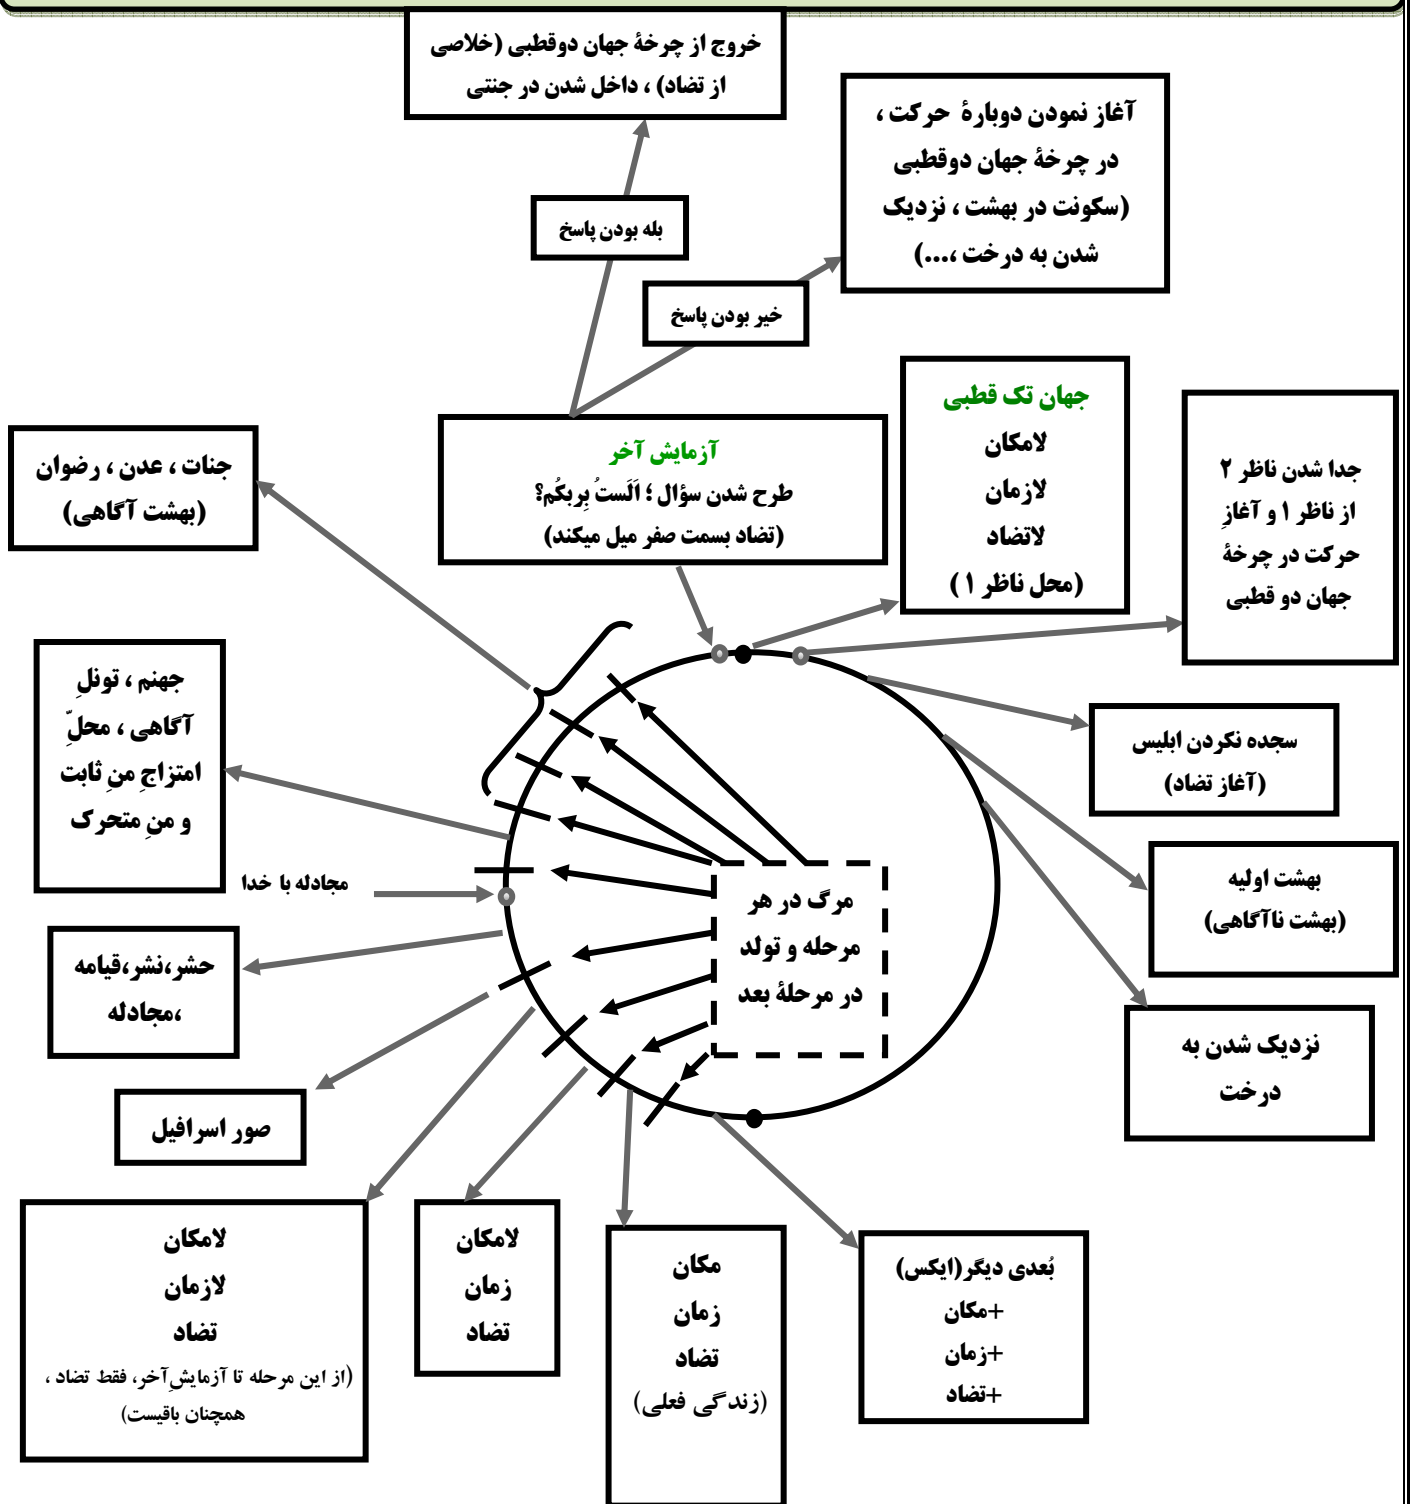 خروج از چرخهٔ جهان دوقطبی (خلاصی
از تضاد) ، داخل شدن در جنتی
آغاز نمودن دوبارهٔ حرکت ،
در چرخهٔ جهان دوقطبی
(سکونت در بهشت ، نزدیک
شدن به درخت ،...)
بله بودن پاسخ
خیر بودن پاسخ
جهان تک قطبی
لامکان
لازمان
لاتضاد
(محل ناظر ۱)
جدا شدن ناظر ۲
از ناظر ۱ و آغازِ
حرکت در چرخهٔ
جهان دو قطبی
آزمایش آخر
طرح شدن سؤال ؛ اَلَستُ بِربکُم؟
(تضاد بسمت صفر میل میکند)
جنات ، عدن ، رضوان
(بهشت آگاهی)
جهنم ، تونلِ
آگاهی ، محلِّ
امتزاجِ منِ ثابت
و منِ متحرک
سجده نکردن ابلیس
(آغاز تضاد)
بهشت اولیه
(بهشت ناآگاهی)
مجادله با خدا
مرگ در هر
مرحله و تولد
در مرحلهٔ بعد
حشر،نشر،قیامه
،مجادله
نزدیک شدن به
درخت
صور اسرافیل
لامکان
لازمان
تضاد
(از این مرحله تا آزمایشِ آخر، فقط تضاد ،
همچنان باقیست)
لامکان
زمان
تضاد
مکان
زمان
تضاد
(زندگی فعلی)
بُعدی دیگر(ایکس)
+مکان
+زمان
+تضاد